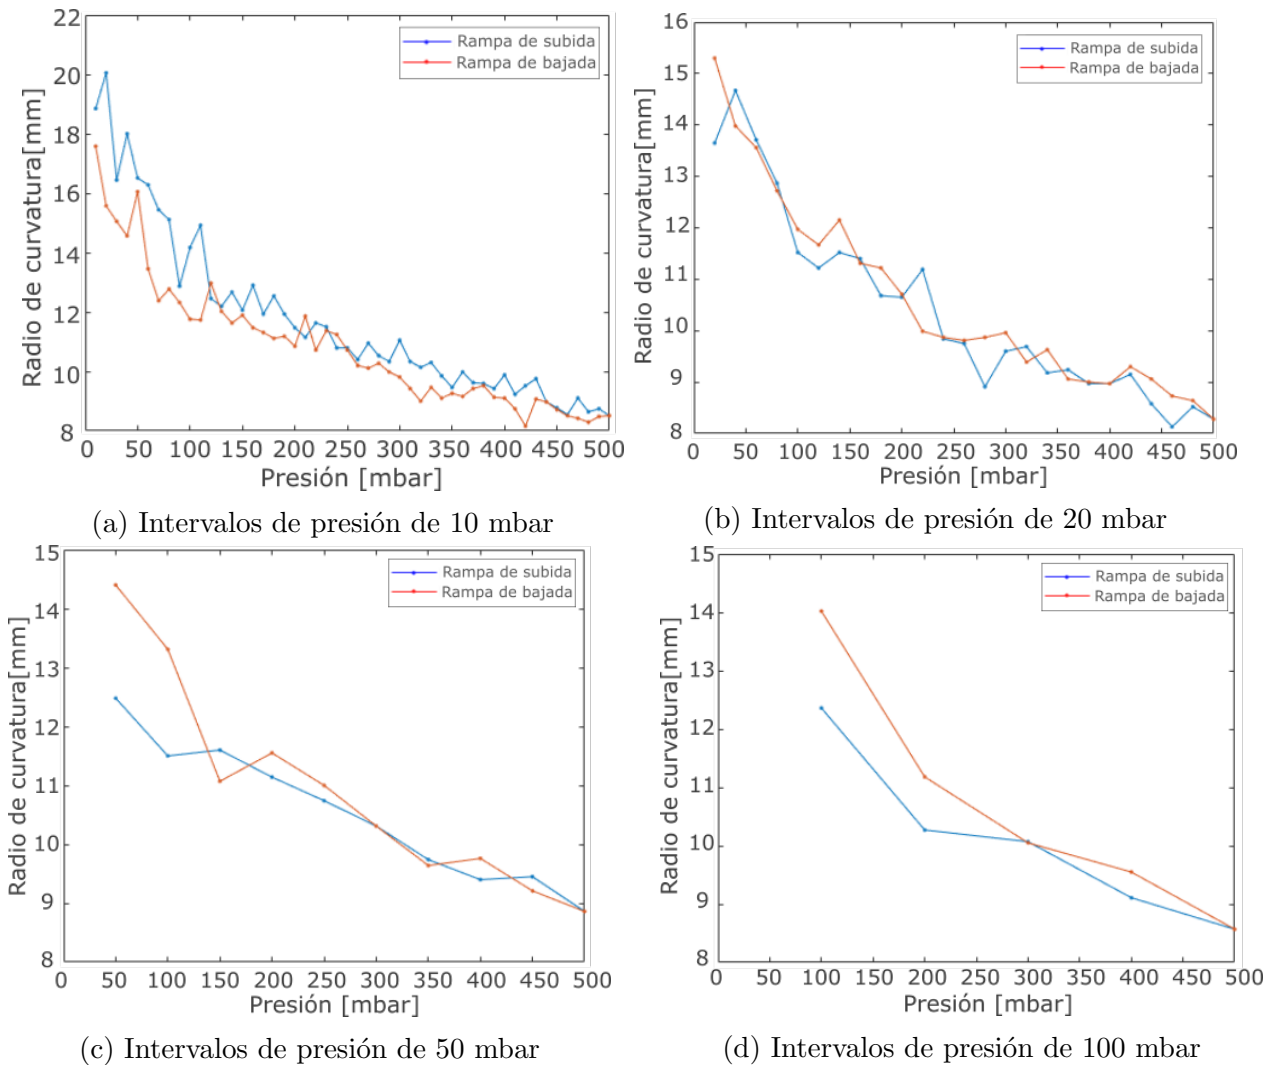 22
20
18
16
14
12
10
8
0 50 100 150 200 250 300 350 400 450 500
Radio de curvatura[mm]
Presión [mbar]
Rampa de subida
Rampa de bajada
(a) Intervalos de presión de 10 mbar
16
15
14
13
12
11
10
9
8
0 50 100 150 200 250 300 350 400 450 500
Radio de curvatura[mm]
Presión [mbar]
Rampa de subida
Rampa de bajada
(b) Intervalos de presión de 20 mbar
15
14
13
12
11
10
9
8
0 50 100 150 200 250 300 350 400 450 500
Radio de curvatura[mm]
Presión [mbar]
Rampa de subida
Rampa de bajada
(c) Intervalos de presión de 50 mbar
15
14
13
12
11
10
9
8
0 50 100 150 200 250 300 350 400 450 500
Radio de curvatura[mm]
Presión [mbar]
Rampa de subida
Rampa de bajada
(d) Intervalos de presión de 100 mbar